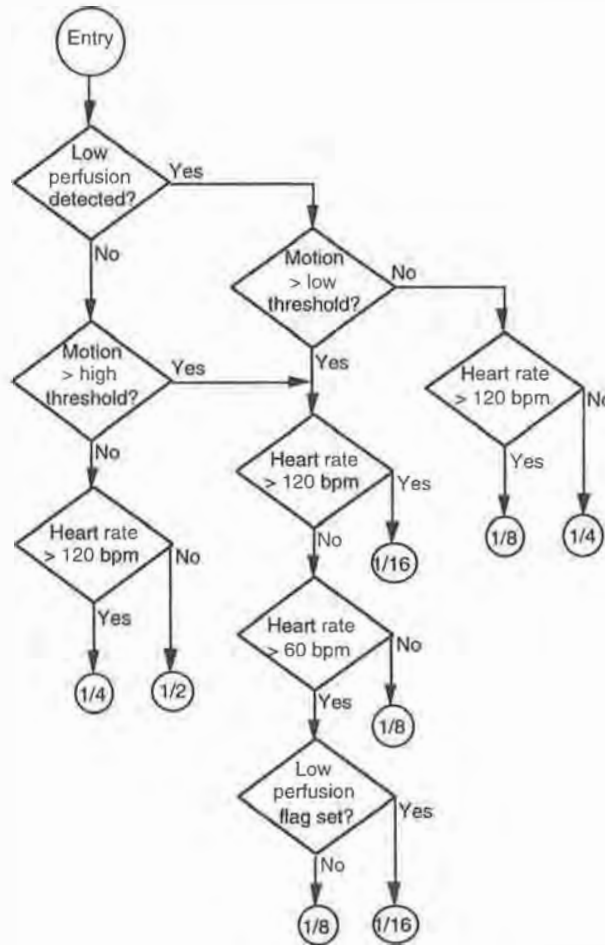 Entry
Low
perfusion
detected?
Yes
No
Motion
> low
threshold?
No
Yes
Motion
> high
threshold?
Yes
No
Heart rate
> 120 bpm
No
Yes
Heart rate
> 120 bpm
Yes
No
Heart rate
> 120 bpm
No
Yes
1/8
1/4
1/16
Heart rate
> 60 bpm
No
Yes
1/4
1/2
1/8
Low
perfusion
flag set?
Yes
No
1/8
1/16